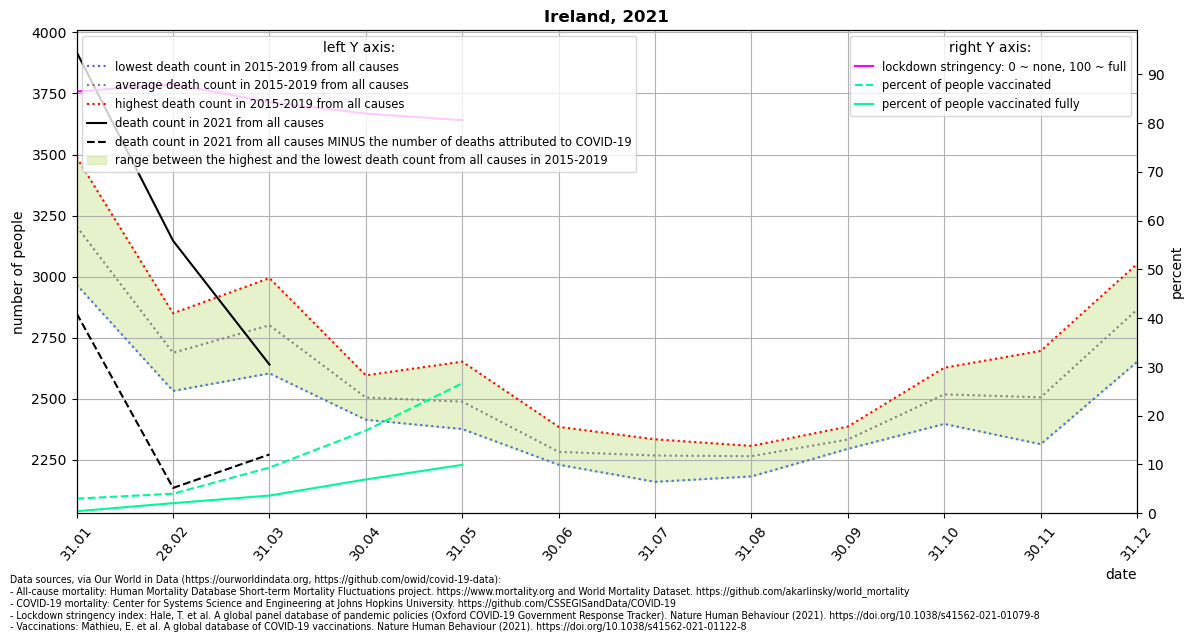 Ireland, 2021
left Y axis:
lowest death count in 2015-2019 from all causes
average death count in 2015-2019 from all causes
highest death count in 2015-2019 from all causes
death count in 2021 from all causes
death count in 2021 from all causes MINUS the number of deaths attributed to COVID-19
range between the highest and the lowest death count from all causes in 2015-2019
right Y axis:
lockdown stringency: 0 ~ none, 100 ~ full
percent of people vaccinated
percent of people vaccinated fully
number of people
4000
3750
3500
3250
3000
2750
2500
2250
percent
90
80
70
60
50
40
30
20
10
0
31.01
28.02
31.03
30.04
31.05
30.06
31.07
31.08
30.09
31.10
30.11
31.12
date
Data sources, via Our World in Data (https://ourworldindata.org, https://github.com/owid/covid-19-data):
- All-cause mortality: Human Mortality Database Short-term Mortality Fluctuations project. https://www.mortality.org and World Mortality Dataset. https://github.com/akarlinsky/world_mortality
- COVID-19 mortality: Center for Systems Science and Engineering at Johns Hopkins University. https://github.com/CSSEGISandData/COVID-19
- Lockdown stringency index: Hale, T. et al. A global panel database of pandemic policies (Oxford COVID-19 Government Response Tracker). Nature Human Behaviour (2021). https://doi.org/10.1038/s41562-021-01079-8
- Vaccinations: Mathieu, E. et al. A global database of COVID-19 vaccinations. Nature Human Behaviour (2021). https://doi.org/10.1038/s41562-021-01122-8